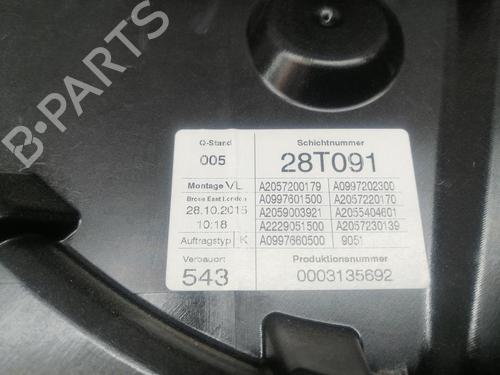 B-PARTS
Q-Stand
005
Schichtnummer
28T091
Montage VL
A2057200179 A0997202300
Brose East London
A0997601500 A2057220170
28.10.2015
A2059003921 A2055404601
10:18
A2229051500 A2057230139
Auftragstyp K
A0997660500 9051
Verbauort
543
Produktionsnummer
0003135692